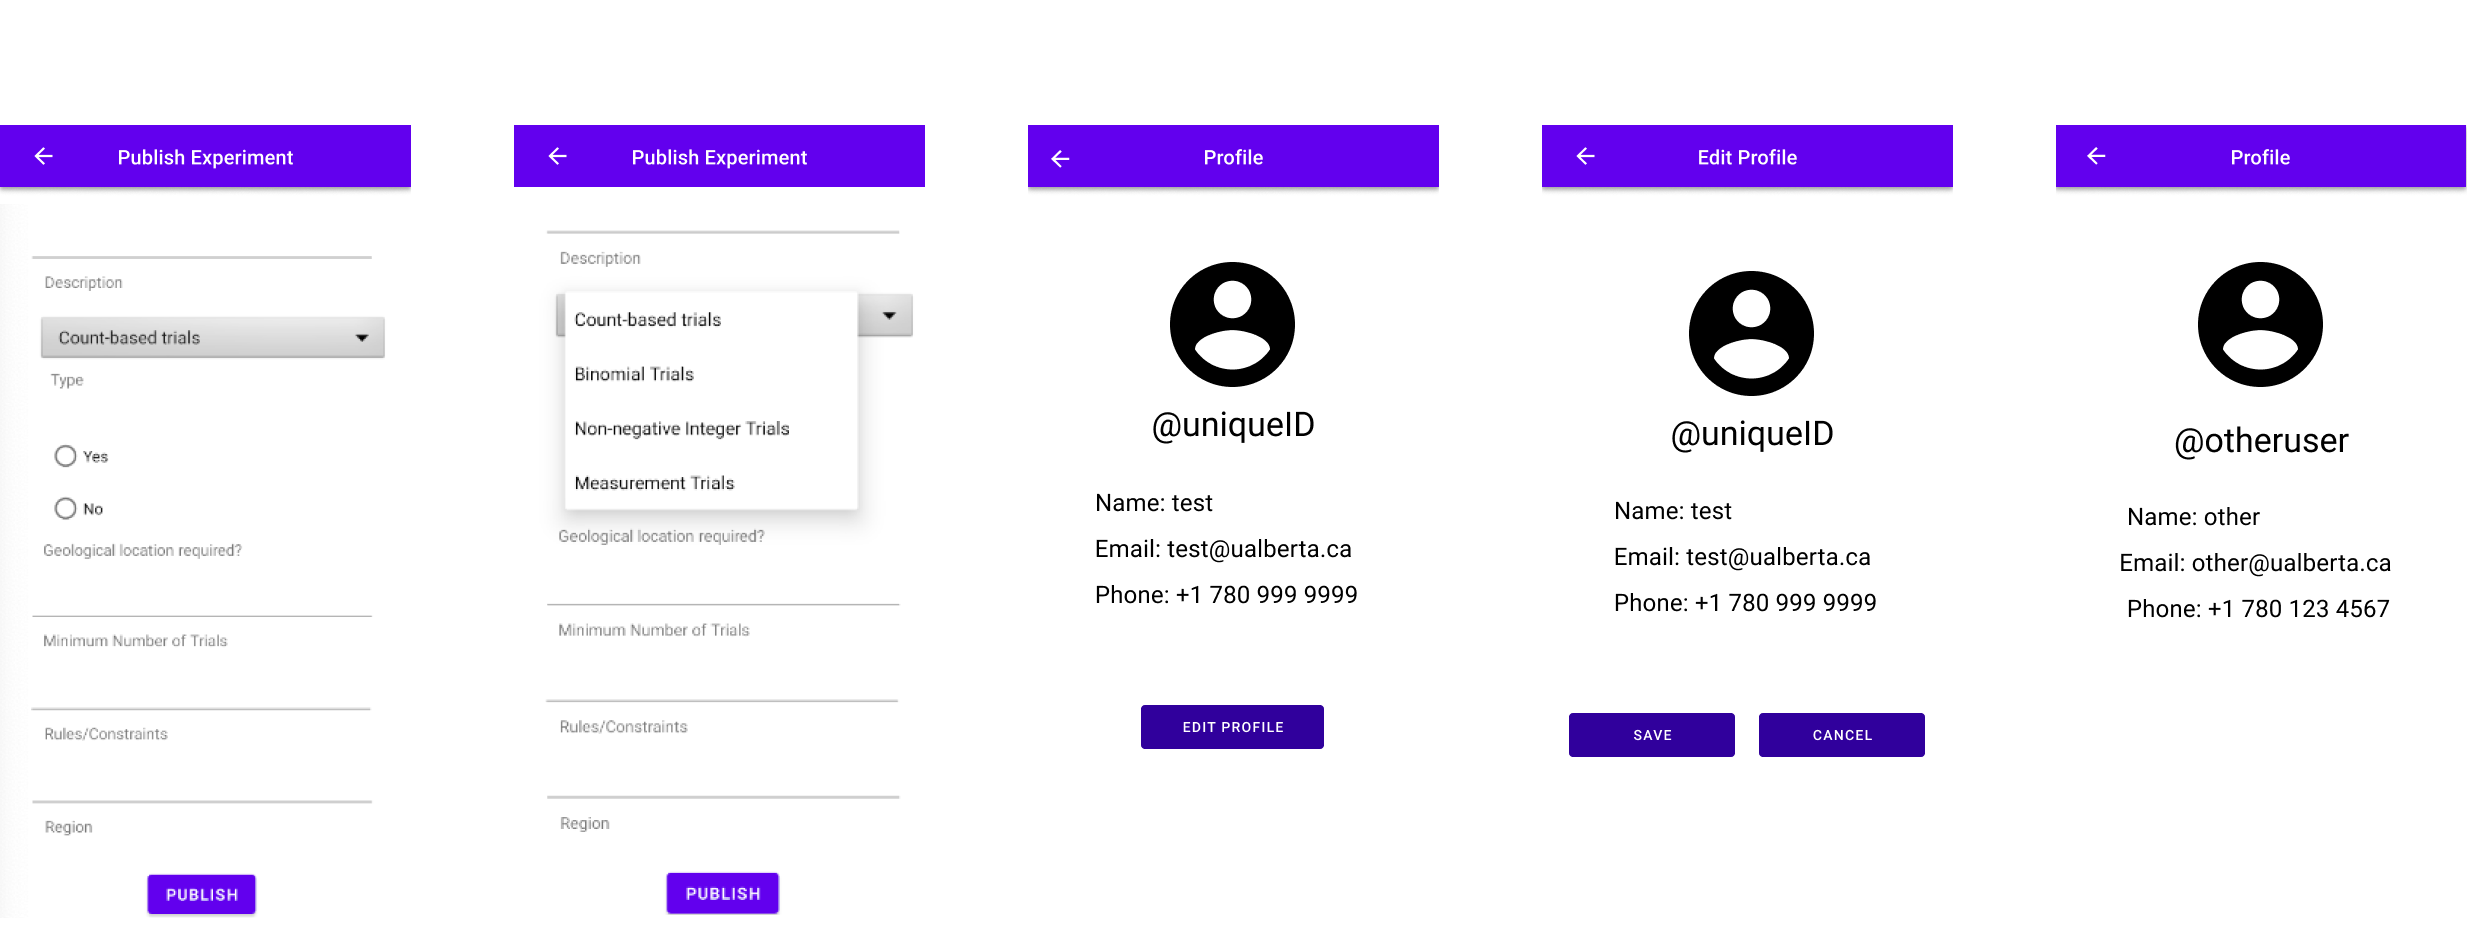 Publish Experiment
Description
Count-based trials
Type
Yes
No
Geological location required?
Minimum Number of Trials
Rules/Constraints
Region
PUBLISH
Publish Experiment
Description
Count-based trials
Binomial Trials
Non-negative Integer Trials
Measurement Trials
Geological location required?
Minimum Number of Trials
Rules/Constraints
Region
PUBLISH
Profile
@uniqueID
Name: test
Email: test@ualberta.ca
Phone: +1 780 999 9999
EDIT PROFILE
Edit Profile
@uniqueID
Name: test
Email: test@ualberta.ca
Phone: +1 780 999 9999
SAVE
CANCEL
Profile
@otheruser
Name: other
Email: other@ualberta.ca
Phone: +1 780 123 4567